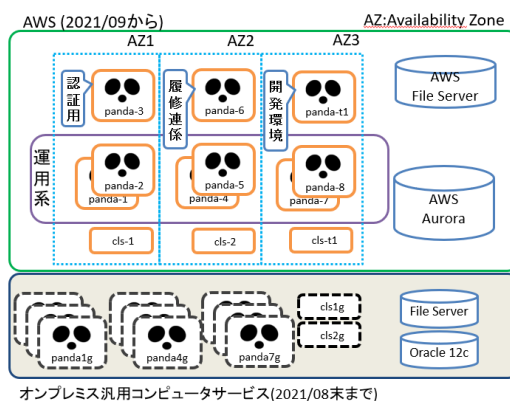 AWS (2021/09から)
AZ:Availability Zone
AZ1
AZ2
AZ3
認証用
panda-3
履修連係
panda-6
開発環境
panda-t1
AWS
File Server
運用系
panda-2
panda-1
panda-5
panda-4
panda-8
panda-7
AWS
Aurora
cls-1
cls-2
cls-t1
panda1g
panda4g
panda7g
cls1g
cls2g
File Server
Oracle 12c
オンプレミス汎用コンピュータサービス(2021/08末まで)